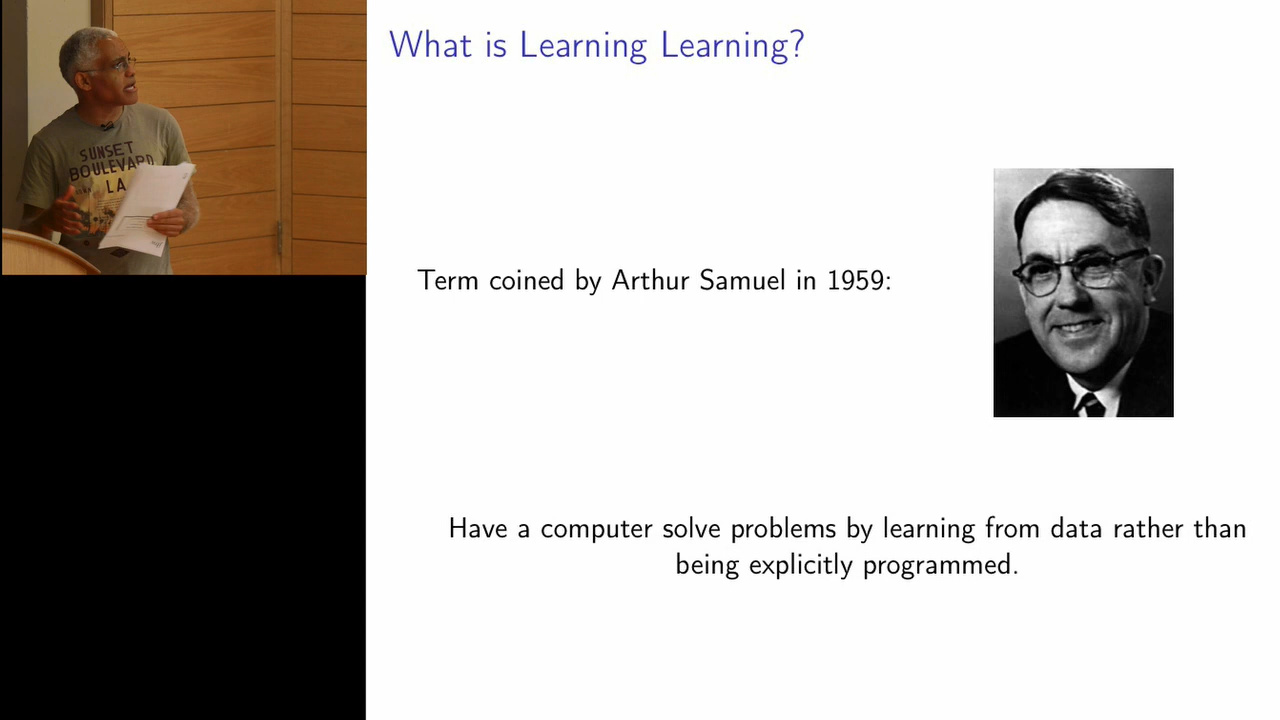 What is Learning Learning?
SUNSET
BOULEVARD
LA
Term coined by Arthur Samuel in 1959:
Have a computer solve problems by learning from data rather than
being explicitly programmed.